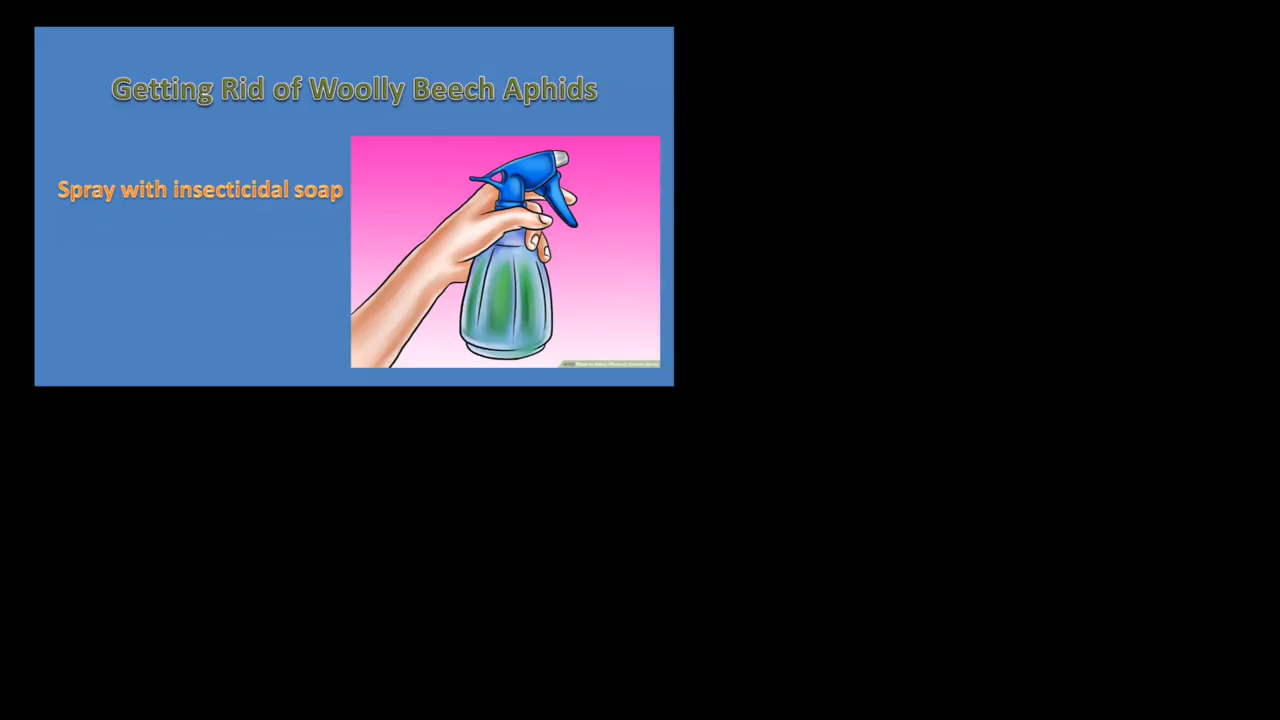 Getting Rid of Woolly Beech Aphids
Spray with insecticidal soap